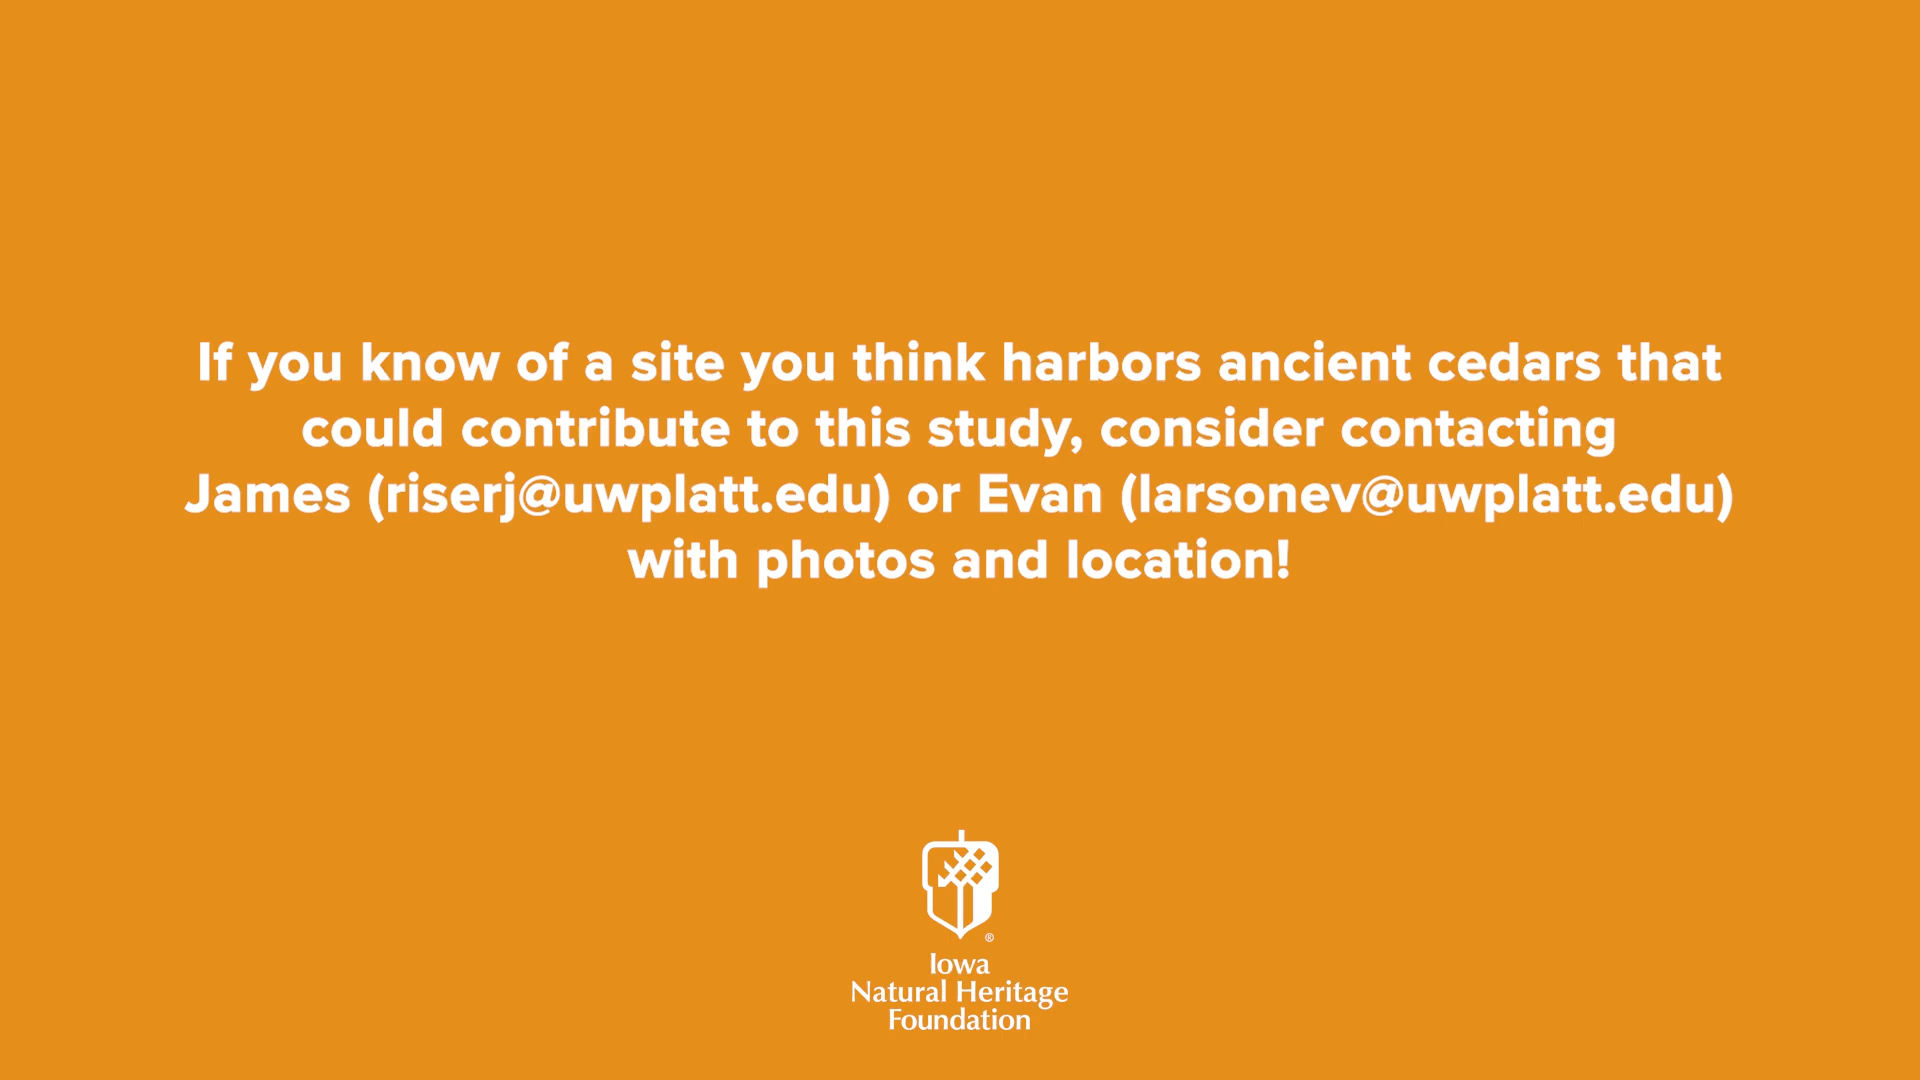 If you know of a site you think harbors ancient cedars that
could contribute to this study, consider contacting
James (riserj@uwplatt.edu) or Evan (larsonev@uwplatt.edu)
with photos and location!
®
Iowa
Natural Heritage
Foundation